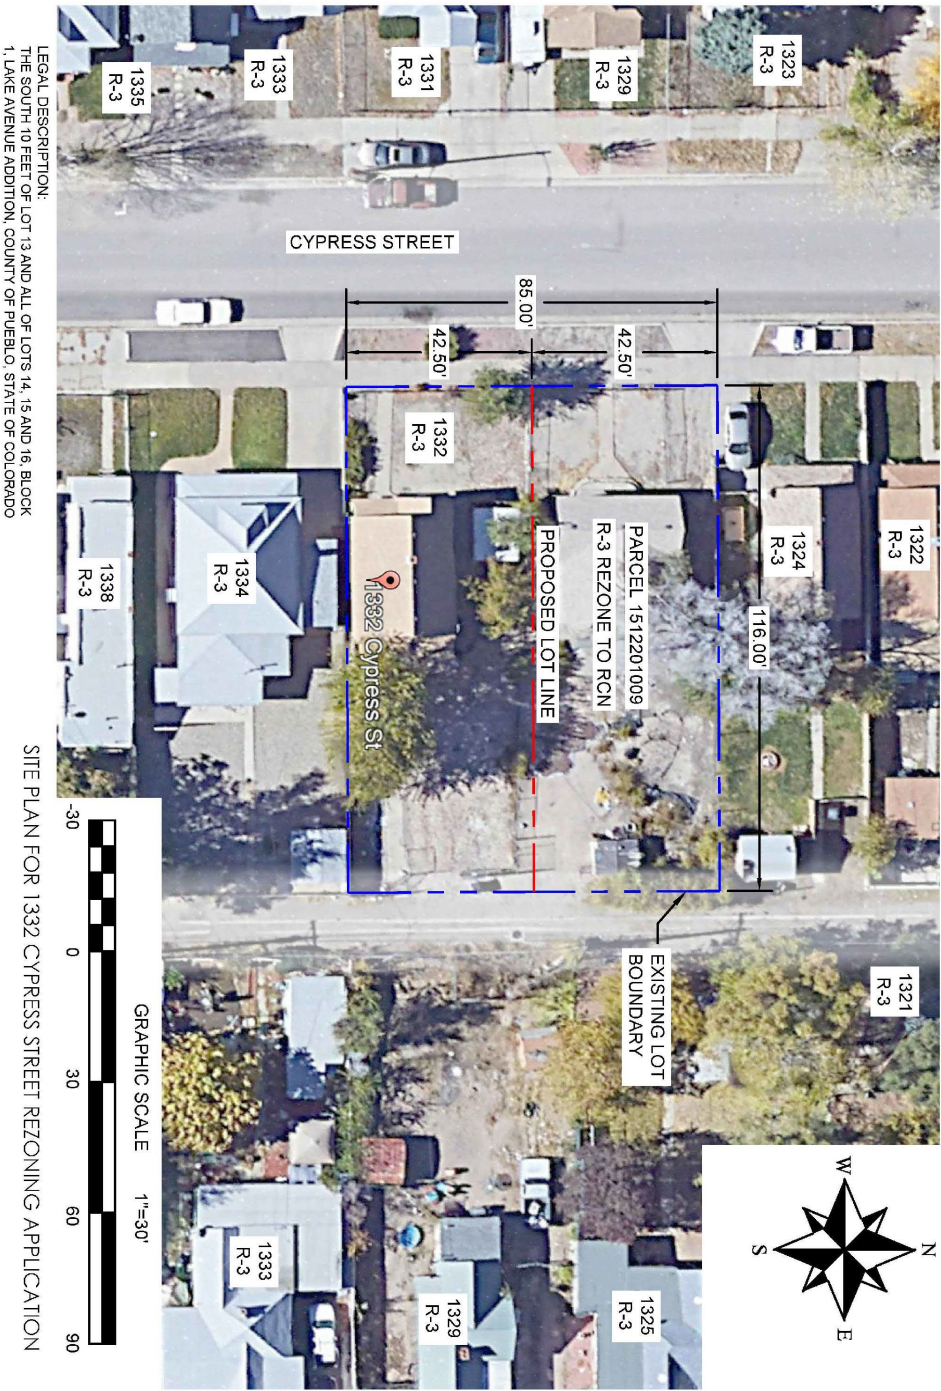 1335
R-3
1333
R-3
1331
R-3
1329
R-3
1323
R-3
CYPRESS STREET
85.00'
42.50'
42.50'
1332
R-3
PARCEL 1512201009
R-3 REZONE TO RCN
PROPOSED LOT LINE
1332 Cypress St
116.00'
1338
R-3
1334
R-3
1324
R-3
1322
R-3
EXISTING LOT
BOUNDARY
1321
R-3
1333
R-3
1329
R-3
1325
R-3
N
W
E
S
LEGAL DESCRIPTION:
THE SOUTH 10 FEET OF LOT 13 AND ALL OF LOTS 14, 15 AND 16, BLOCK
1, LAKE AVENUE ADDITION, COUNTY OF PUEBLO, STATE OF COLORADO
GRAPHIC SCALE 1"=30'
-30 0 30 60 90
SITE PLAN FOR 1332 CYPRESS STREET REZONING APPLICATION